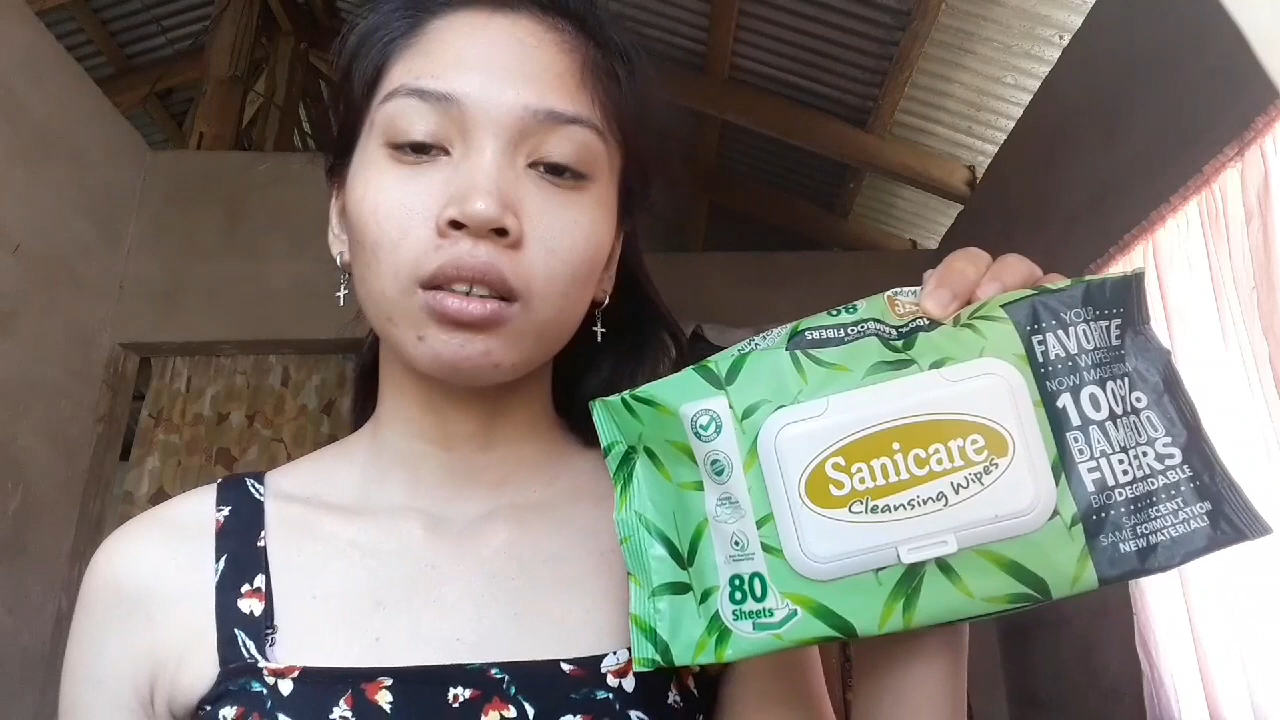 100% BAMBOO FIBERS
80
Sanicare
Cleansing Wipes
80
Sheets
YOUR
FAVORITE
WIPES
NOW MADE FROM
100%
BAMBOO
FIBERS
BIODEGRADABLE
SAME SCENT
SAME FORMULATION
NEW MATERIAL!